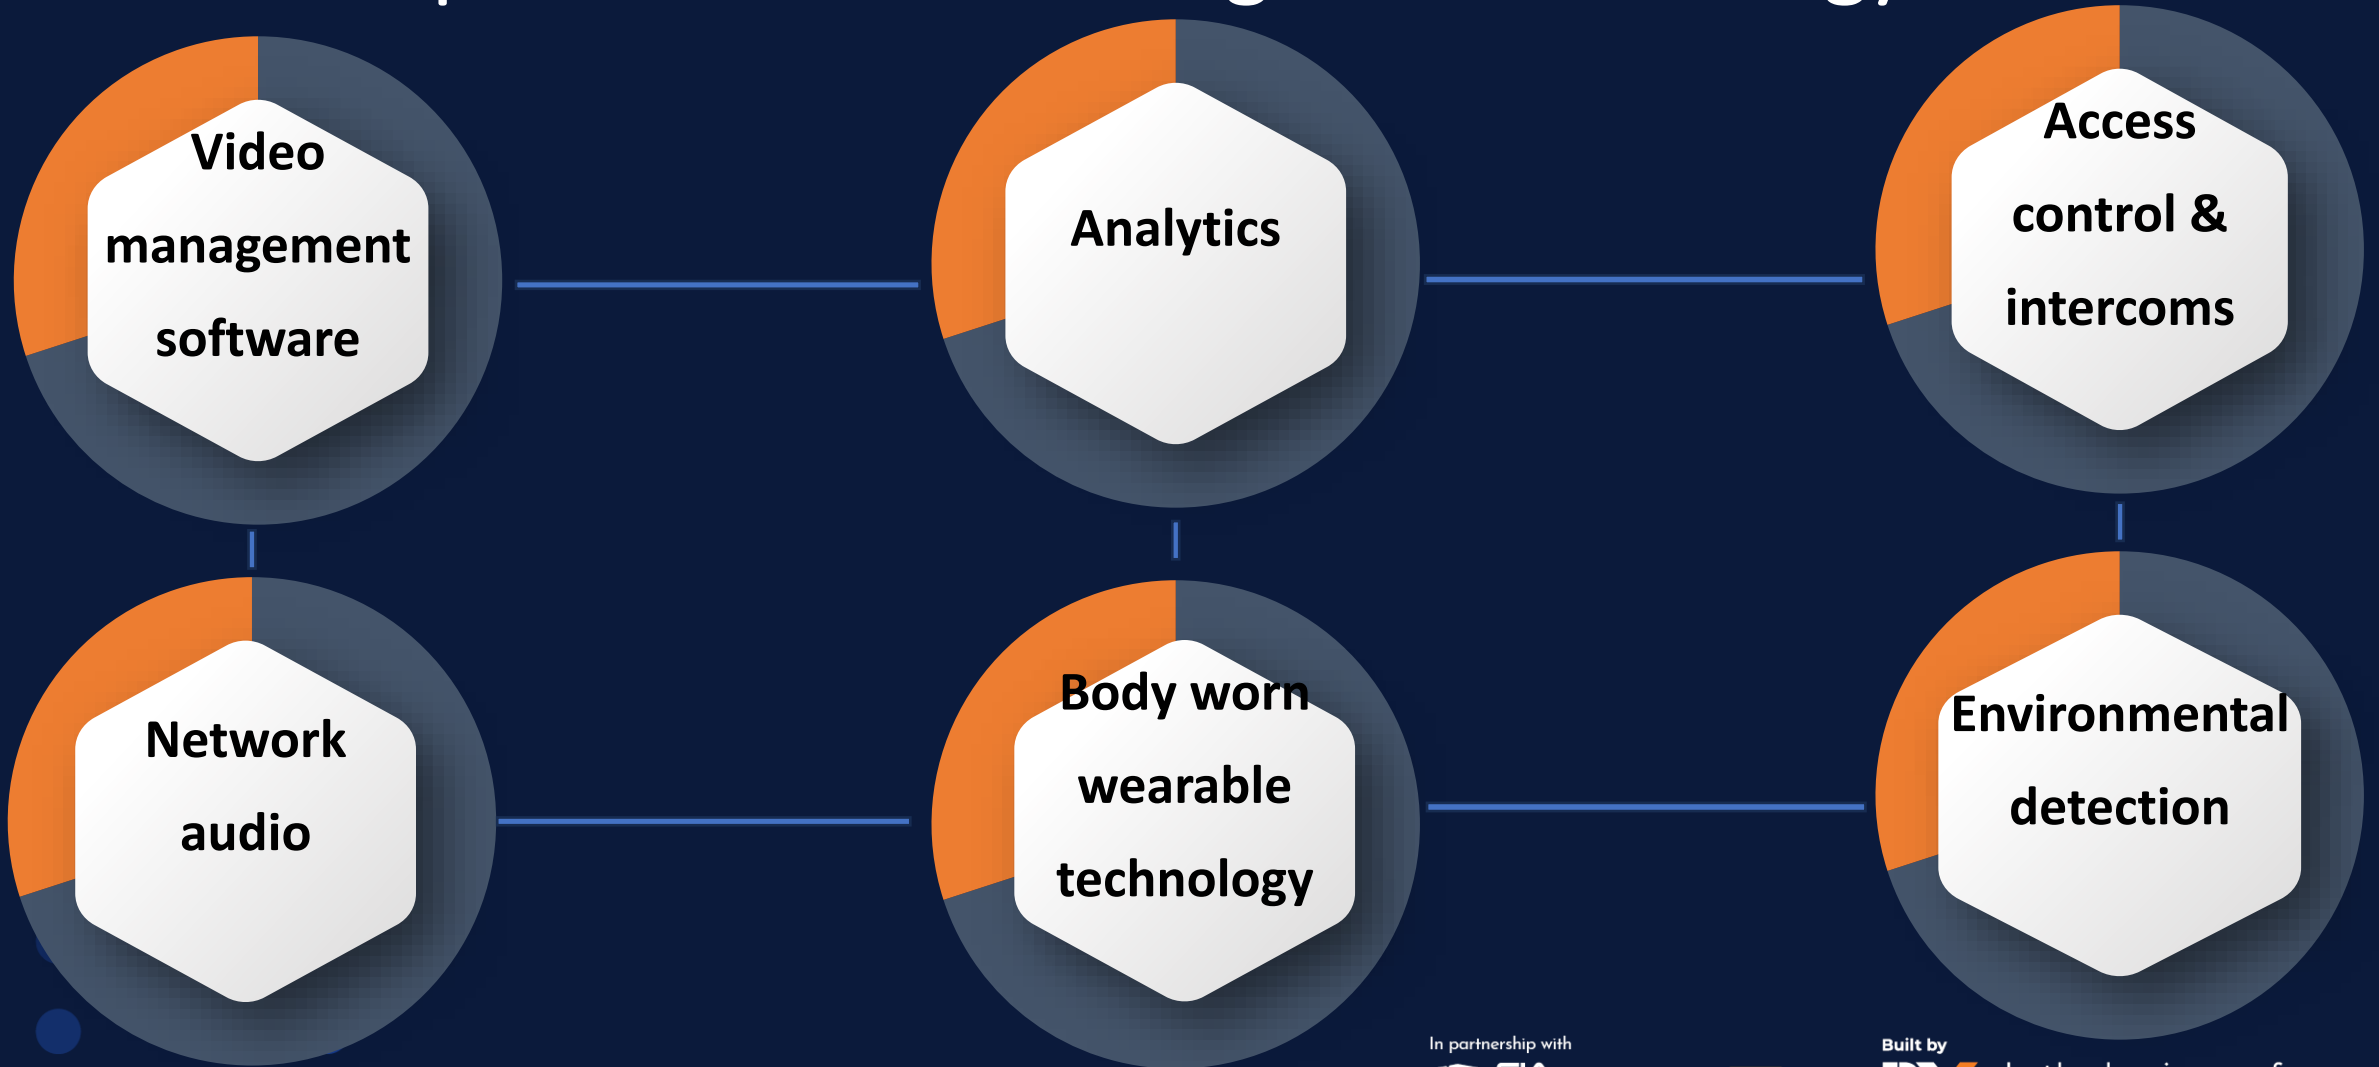 Video
management
software
Analytics
Access
control &
intercoms
Network
audio
Body worn
wearable
technology
Environmental
detection
In partnership with
Built by